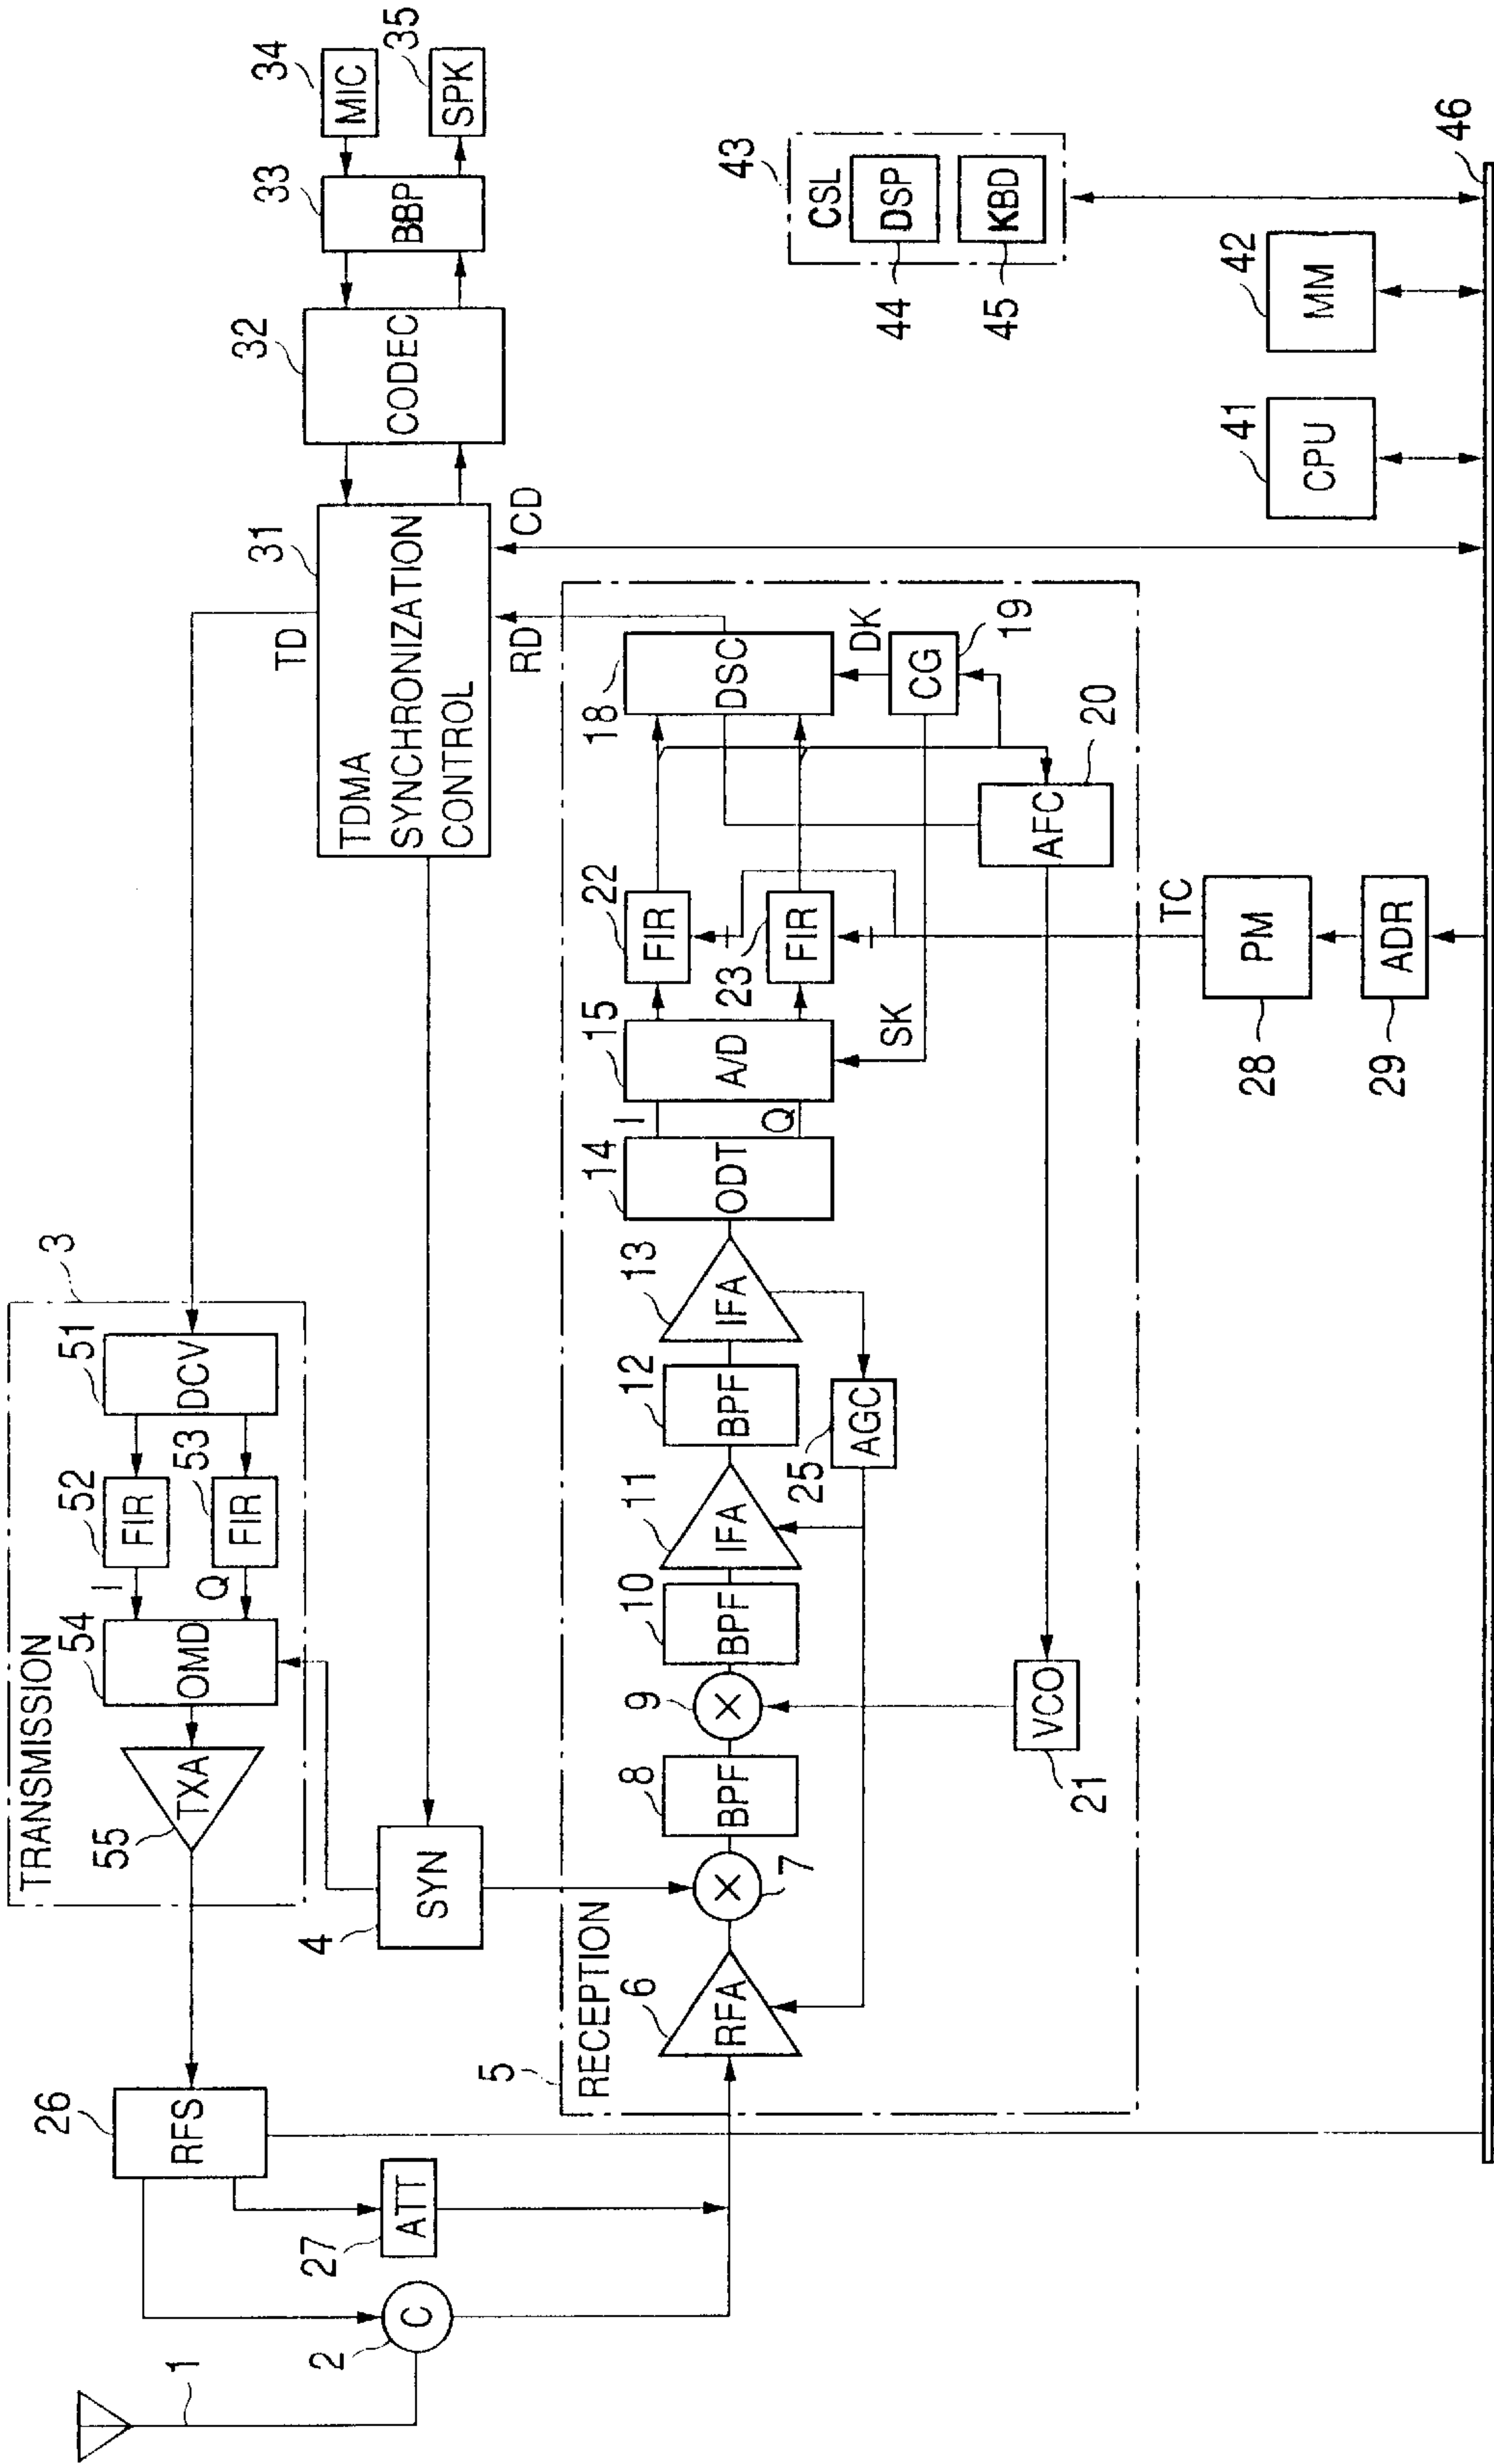 1
2
C
26
RFS
27
ATT
TRANSMISSION
3
55
TXA
54
OMD
I
Q
52
FIR
53
FIR
51
DCV
4
SYN
TD
31
TDMA
SYNCHRONIZATION
CONTROL
RD
CD
32
CODEC
33
BBP
34
MIC
35
SPK
5
RECEPTION
6
RFA
7
×
8
BPF
9
×
10
BPF
11
IFA
12
BPF
13
IFA
25
AGC
14
ODT
I
Q
15
A/D
SK
22
FIR
23
FIR
18
DSC
DK
CG
19
20
AFC
VCO
21
TC
PM
28
ADR
29
41
CPU
42
MM
43
CSL
DSP
44
KBD
45
46